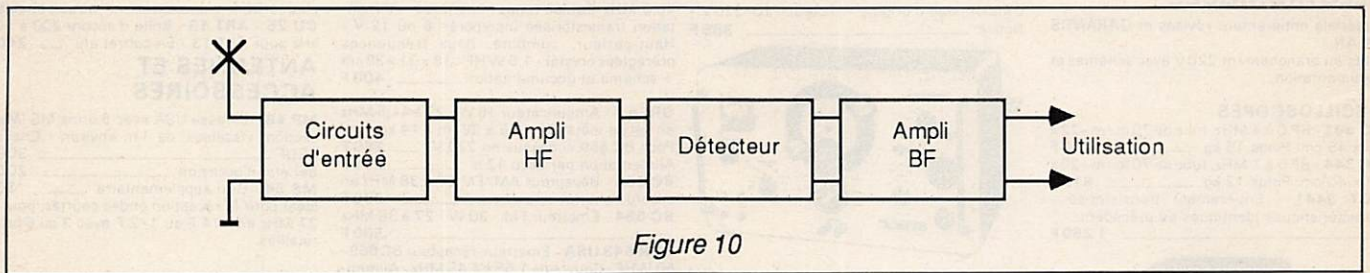 Circuits
d'entrée
Ampli
HF
Détecteur
Ampli
BF
Utilisation
Figure 10